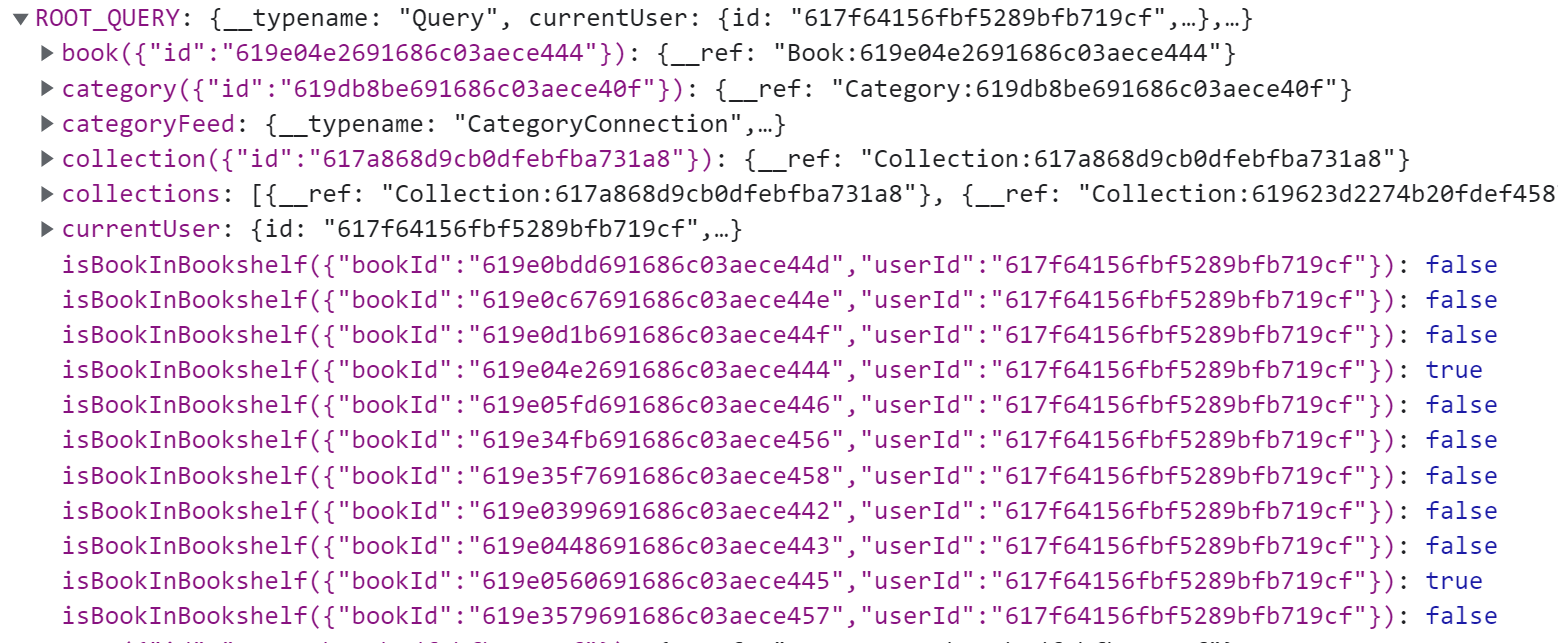 ROOT_QUERY: {__typename: "Query", currentUser: {id: "617f64156fbf5289bfb719cf",…},…}
book({"id":"619e04e2691686c03aece444"}): {__ref: "Book:619e04e2691686c03aece444"}
category({"id":"619db8be691686c03aece40f"}): {__ref: "Category:619db8be691686c03aece40f"}
categoryFeed: {__typename: "CategoryConnection",…}
collection({"id":"617a868d9cb0dfebfba731a8"}): {__ref: "Collection:617a868d9cb0dfebfba731a8"}
collections: [{__ref: "Collection:617a868d9cb0dfebfba731a8"}, {__ref: "Collection:619623d2274b20fdef458
currentUser: {id: "617f64156fbf5289bfb719cf",…}
isBookInBookshelf({"bookId":"619e0bdd691686c03aece44d","userId":"617f64156fbf5289bfb719cf"}): false
isBookInBookshelf({"bookId":"619e0c67691686c03aece44e","userId":"617f64156fbf5289bfb719cf"}): false
isBookInBookshelf({"bookId":"619e0d1b691686c03aece44f","userId":"617f64156fbf5289bfb719cf"}): false
isBookInBookshelf({"bookId":"619e04e2691686c03aece444","userId":"617f64156fbf5289bfb719cf"}): true
isBookInBookshelf({"bookId":"619e05fd691686c03aece446","userId":"617f64156fbf5289bfb719cf"}): false
isBookInBookshelf({"bookId":"619e34fb691686c03aece456","userId":"617f64156fbf5289bfb719cf"}): false
isBookInBookshelf({"bookId":"619e35f7691686c03aece458","userId":"617f64156fbf5289bfb719cf"}): false
isBookInBookshelf({"bookId":"619e0399691686c03aece442","userId":"617f64156fbf5289bfb719cf"}): false
isBookInBookshelf({"bookId":"619e0448691686c03aece443","userId":"617f64156fbf5289bfb719cf"}): false
isBookInBookshelf({"bookId":"619e0560691686c03aece445","userId":"617f64156fbf5289bfb719cf"}): true
isBookInBookshelf({"bookId":"619e3579691686c03aece457","userId":"617f64156fbf5289bfb719cf"}): false